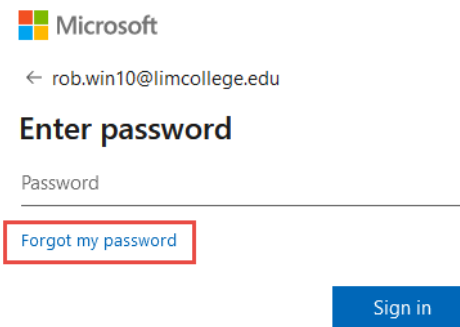 Microsoft
← rob.win10@limcollege.edu
Enter password
Password
Forgot my password
Sign in